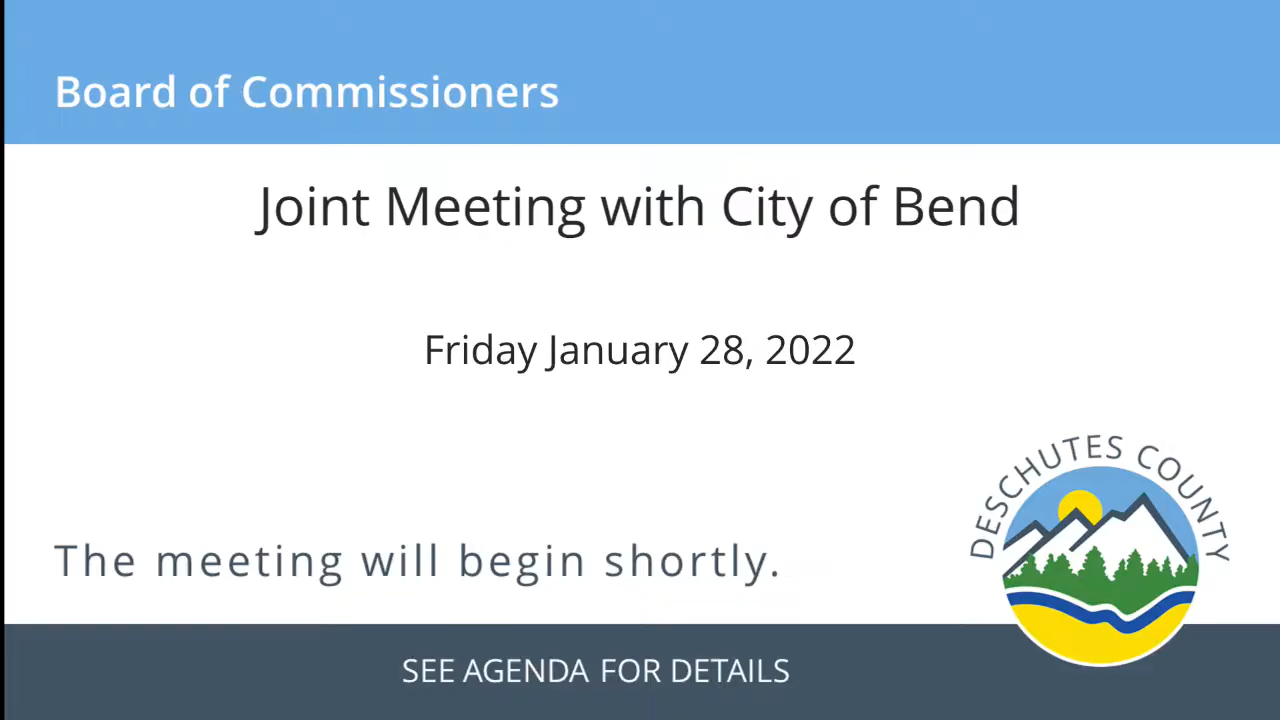 Board of Commissioners
Joint Meeting with City of Bend
Friday January 28, 2022
DESCHUTES COUNTY
The meeting will begin shortly.
SEE AGENDA FOR DETAILS